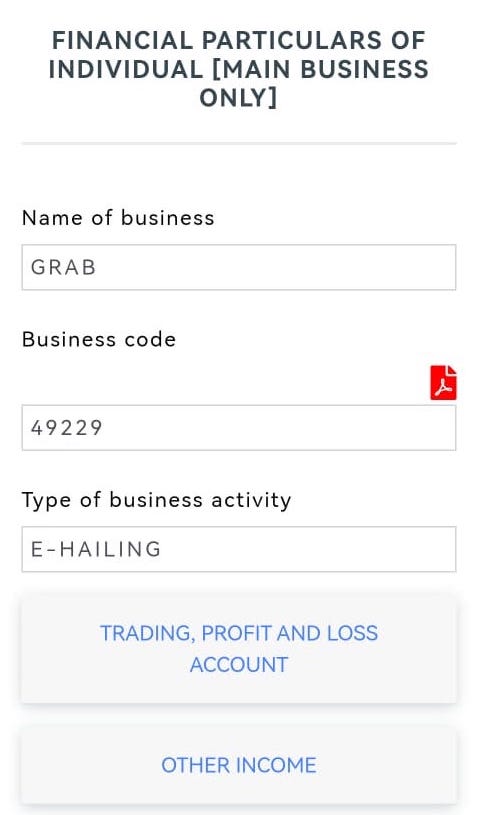 FINANCIAL PARTICULARS OF
INDIVIDUAL [MAIN BUSINESS
ONLY]
Name of business
GRAB
Business code
49229
Type of business activity
E-HAILING
TRADING, PROFIT AND LOSS
ACCOUNT
OTHER INCOME